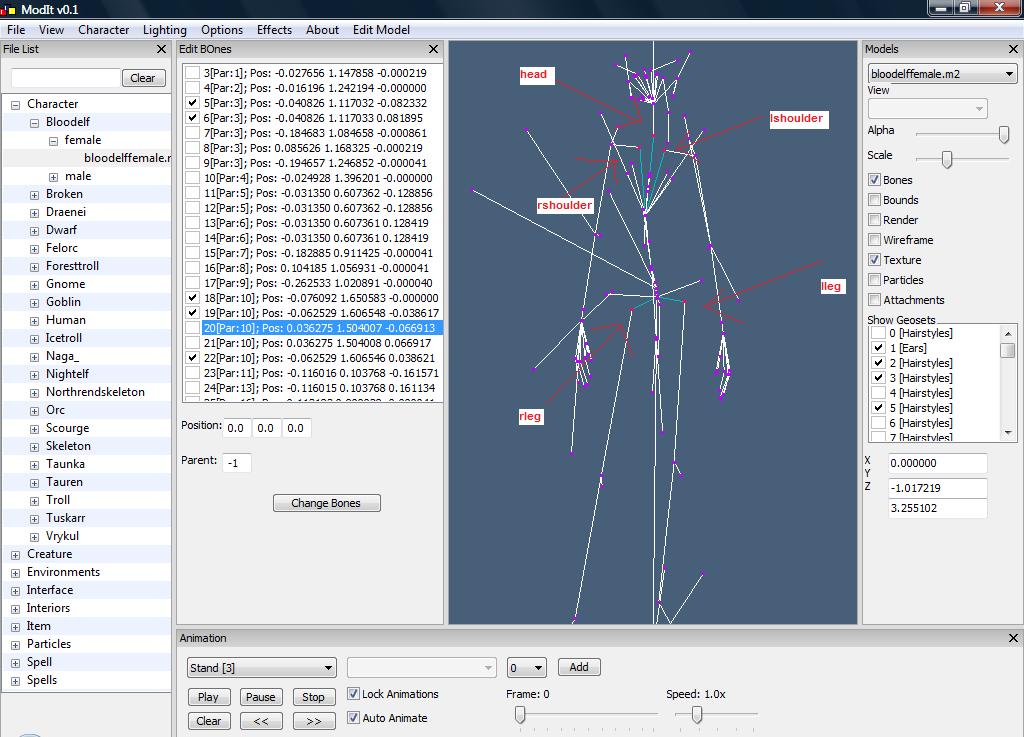 ModIt v0.1
File View Character Lighting Options Effects About Edit Model
File List
Clear
Character
Bloodelf
female
bloodelffemale.r
male
Broken
Draenei
Dwarf
Felorc
Foresttroll
Gnome
Goblin
Human
Icetroll
Naga_
Nightelf
Northrendskeleton
Orc
Scourge
Skeleton
Taunka
Tauren
Troll
Tuskarr
Vrykul
Creature
Environments
Interface
Interiors
Item
Particles
Spell
Spells
Edit BOnes
3[Par:1]; Pos: -0.027656 1.147858 -0.000219
4[Par:2]; Pos: -0.016196 1.242194 -0.000000
5[Par:3]; Pos: -0.040826 1.117032 -0.082332
6[Par:3]; Pos: -0.040826 1.117033 0.081895
7[Par:3]; Pos: -0.184683 1.084658 -0.000861
8[Par:3]; Pos: 0.085626 1.168325 -0.000219
9[Par:3]; Pos: -0.194657 1.246852 -0.000041
10[Par:4]; Pos: -0.024928 1.396201 -0.000000
11[Par:5]; Pos: -0.031350 0.607362 -0.128856
12[Par:5]; Pos: -0.031350 0.607362 -0.128856
13[Par:6]; Pos: -0.031350 0.607361 0.128419
14[Par:6]; Pos: -0.031350 0.607361 0.128419
15[Par:7]; Pos: -0.182885 0.911425 -0.000041
16[Par:8]; Pos: 0.104185 1.056931 -0.000041
17[Par:9]; Pos: -0.262533 1.020891 -0.000040
18[Par:10]; Pos: -0.076092 1.650583 -0.000000
19[Par:10]; Pos: -0.062529 1.606548 -0.038617
20[Par:10]; Pos: 0.036275 1.504007 -0.066913
21[Par:10]; Pos: 0.036275 1.504008 0.066917
22[Par:10]; Pos: -0.062529 1.606546 0.038621
23[Par:11]; Pos: -0.116016 0.103768 -0.161571
24[Par:13]; Pos: -0.116015 0.103768 0.161134
Position: 0.0 0.0 0.0
Parent: -1
Change Bones
head
lshoulder
rshoulder
lleg
rleg
Models
bloodelffemale.m2
View
Alpha
Scale
Bones
Bounds
Render
Wireframe
Texture
Particles
Attachments
Show Geosets
0 [Hairstyles]
1 [Ears]
2 [Hairstyles]
3 [Hairstyles]
4 [Hairstyles]
5 [Hairstyles]
6 [Hairstyles]
7 [Hairstyles]
X 0.000000
Y -1.017219
Z 3.255102
Animation
Stand [3] 0 Add
Play Pause Stop Lock Animations Frame: 0 Speed: 1.0x
Clear << >> Auto Animate